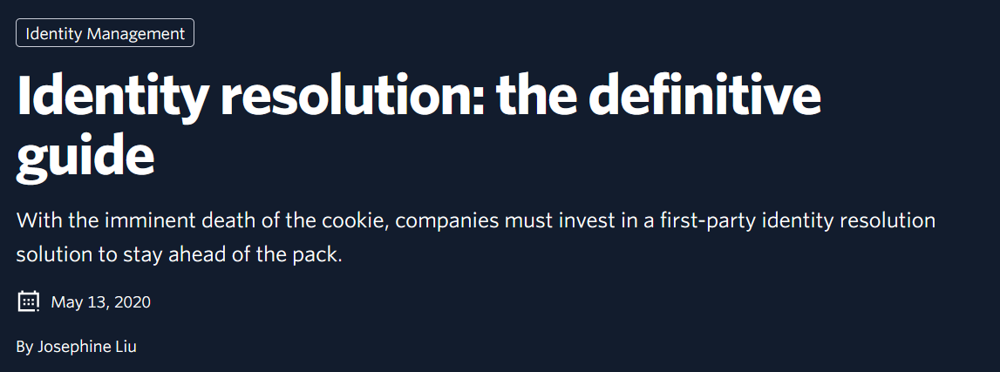 Identity Management
Identity resolution: the definitive
guide
With the imminent death of the cookie, companies must invest in a first-party identity resolution
solution to stay ahead of the pack.
May 13, 2020
By Josephine Liu